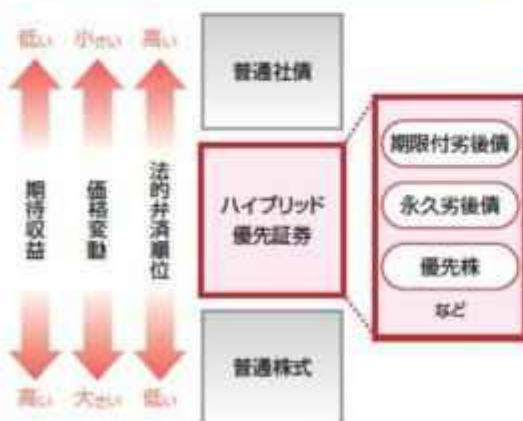 低い 小さい 高い
普通社債
期待収益
価格変動
法的弁済順位
ハイブリッド
優先証券
期限付劣後債
永久劣後債
優先株
など
普通株式
高い 大きい 低い